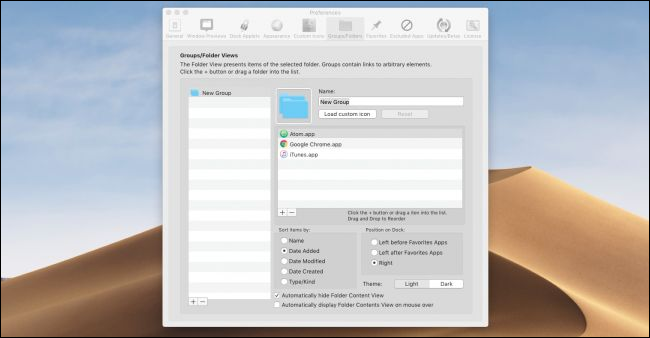 Preferences
General
Window Previews
Dock Applets
Appearance
Custom Icons
Groups/Folders
Favorites
Excluded Apps
Updates/Betas
License
Groups/Folder Views
The Folder View presents items of the selected folder. Groups contain links to arbitrary elements.
Click the + button or drag a folder into the list.
New Group
Name:
New Group
Load custom icon
Reset
Atom.app
Google Chrome.app
iTunes.app
+ −
Click the + button or drag a item into the list.
Drag and Drop to Reorder
Sort items by:
Name
Date Added
Date Modified
Date Created
Type/Kind
Position on Dock:
Left before Favorites Apps
Left after Favorites Apps
Right
Theme: Light Dark
Automatically hide Folder Content View
Automatically display Folder Contents View on mouse over
+ −